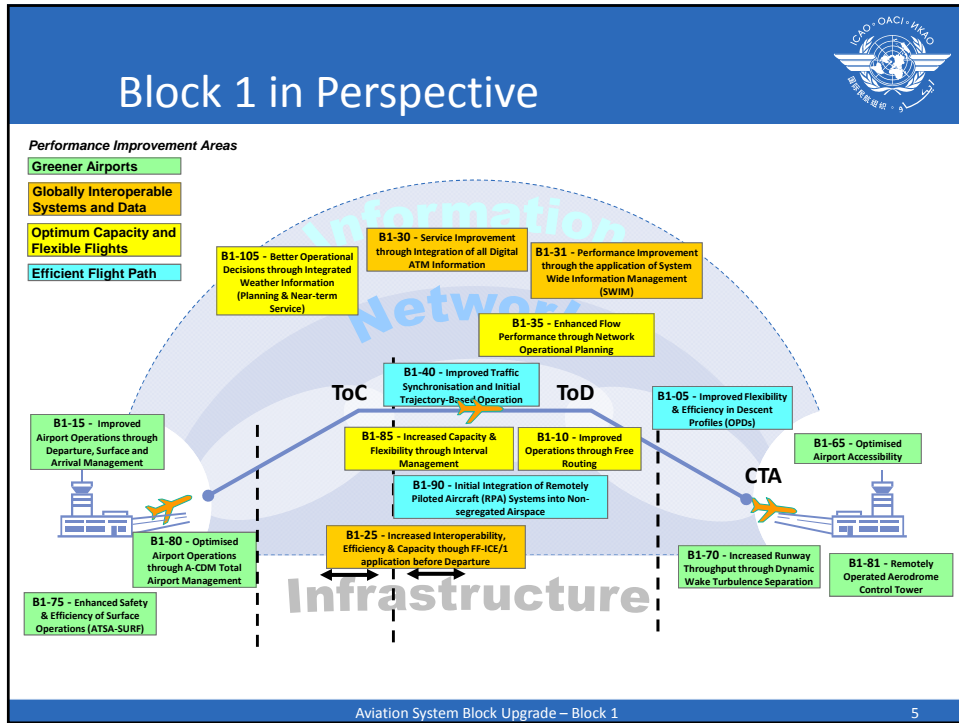 ICAO · OACI · ИКАО
国际民航组织
Block 1 in Perspective
Performance Improvement Areas
Greener Airports
Globally Interoperable
Systems and Data
Optimum Capacity and
Flexible Flights
Efficient Flight Path
Information
Network
B1-105 - Better Operational
Decisions through Integrated
Weather Information
(Planning & Near-term
Service)
B1-30 - Service Improvement
through Integration of all Digital
ATM Information
B1-31 - Performance Improvement
through the application of System
Wide Information Management
(SWIM)
B1-35 - Enhanced Flow
Performance through Network
Operational Planning
ToC
B1-40 - Improved Traffic
Synchronisation and Initial
Trajectory-Based Operation
ToD
B1-05 - Improved Flexibility
& Efficiency in Descent
Profiles (OPDs)
B1-15 - Improved
Airport Operations through
Departure, Surface and
Arrival Management
B1-85 - Increased Capacity &
Flexibility through Interval
Management
B1-10 - Improved
Operations through Free
Routing
B1-65 - Optimised
Airport Accessibility
CTA
B1-90 - Initial Integration of Remotely
Piloted Aircraft (RPA) Systems into Non-
segregated Airspace
B1-80 - Optimised
Airport Operations
through A-CDM Total
Airport Management
B1-25 - Increased Interoperability,
Efficiency & Capacity though FF-ICE/1
application before Departure
B1-70 - Increased Runway
Throughput through Dynamic
Wake Turbulence Separation
B1-81 - Remotely
Operated Aerodrome
Control Tower
B1-75 - Enhanced Safety
& Efficiency of Surface
Operations (ATSA-SURF)
Infrastructure
Aviation System Block Upgrade – Block 1
5